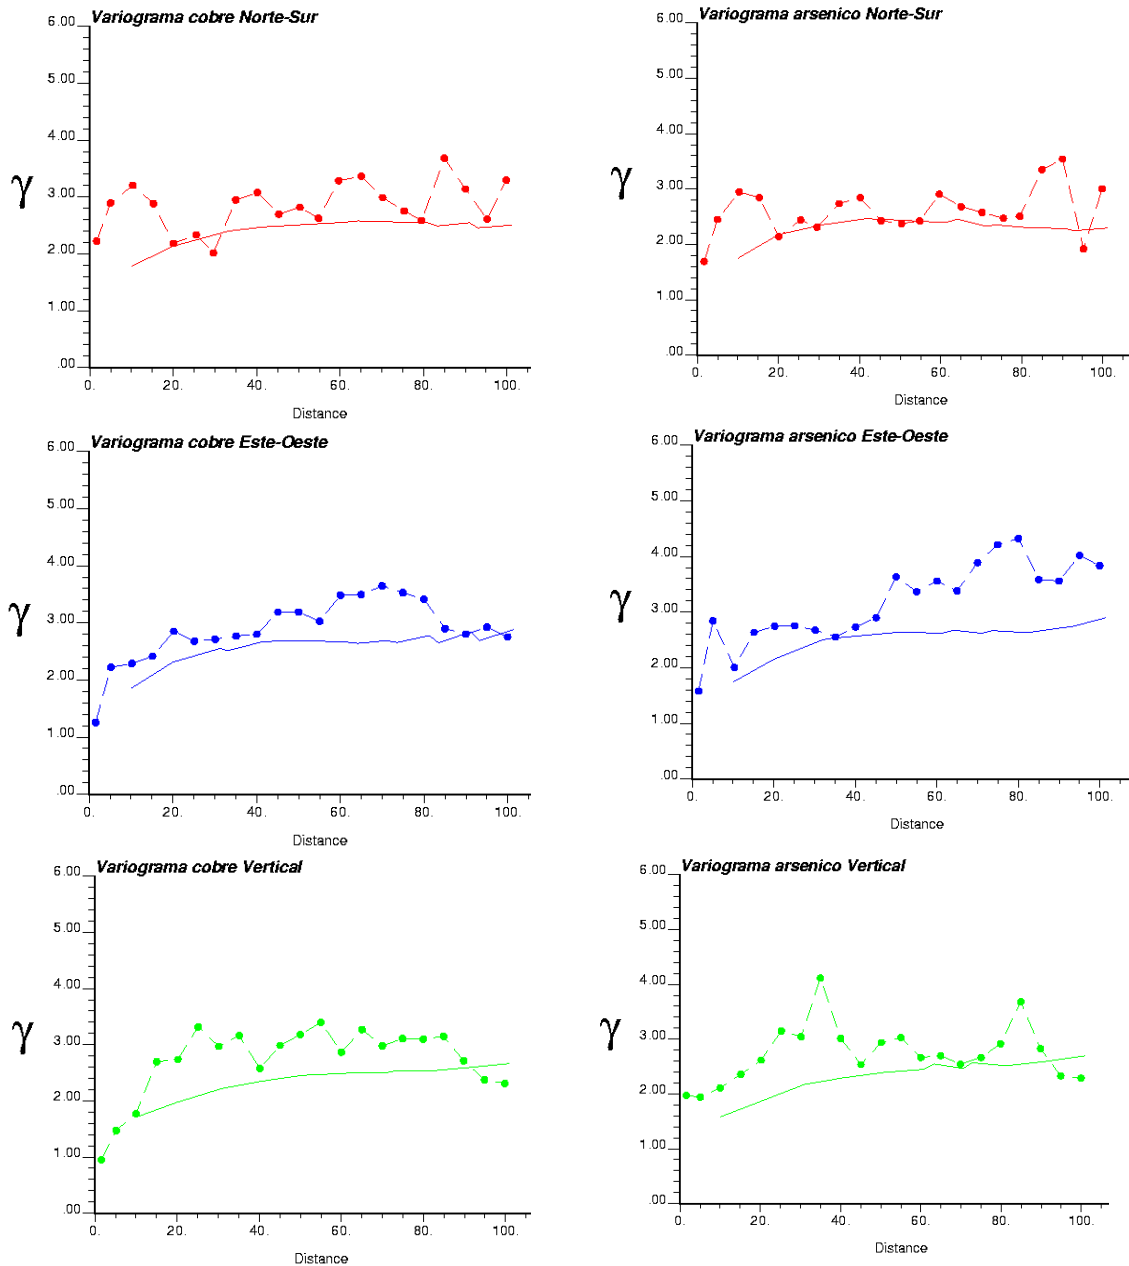 Variograma cobre Norte-Sur
6.00
5.00
4.00
3.00
2.00
1.00
.00
γ
0. 20. 40. 60. 80. 100.
Distance
Variograma arsenico Norte-Sur
6.00
5.00
4.00
3.00
2.00
1.00
.00
γ
0. 20. 40. 60. 80. 100.
Distance
Variograma cobre Este-Oeste
6.00
5.00
4.00
3.00
2.00
1.00
.00
γ
0. 20. 40. 60. 80. 100.
Distance
Variograma arsenico Este-Oeste
6.00
5.00
4.00
3.00
2.00
1.00
.00
γ
0. 20. 40. 60. 80. 100.
Distance
Variograma cobre Vertical
6.00
5.00
4.00
3.00
2.00
1.00
.00
γ
0. 20. 40. 60. 80. 100.
Distance
Variograma arsenico Vertical
6.00
5.00
4.00
3.00
2.00
1.00
.00
γ
0. 20. 40. 60. 80. 100.
Distance